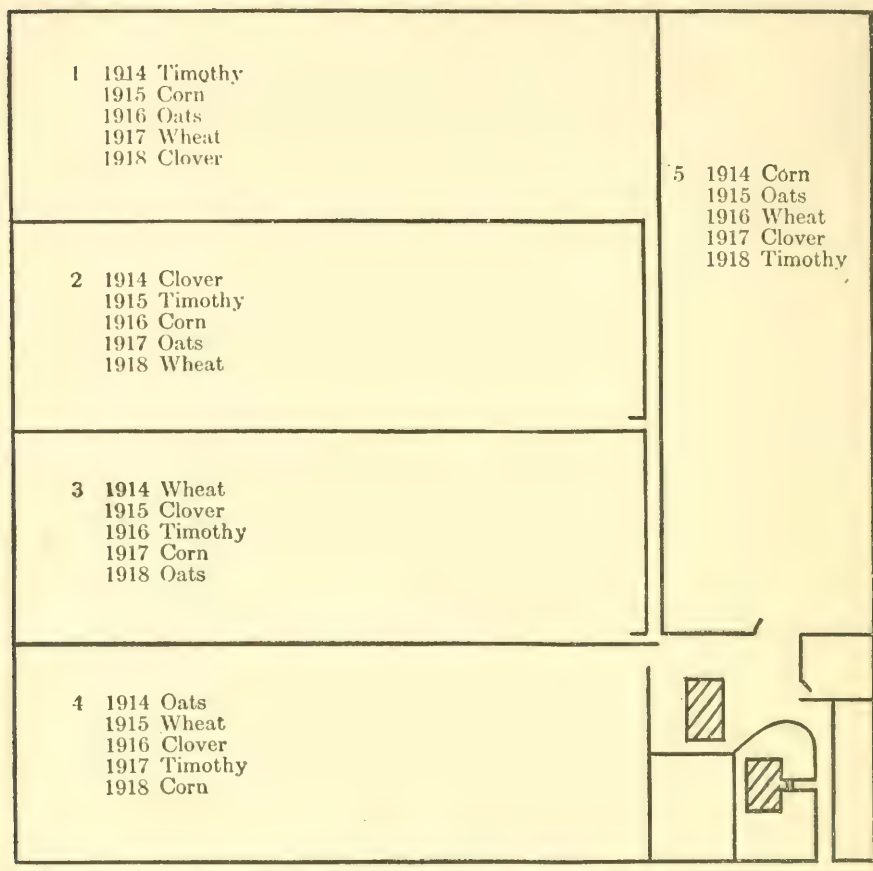 1 1914 Timothy
1915 Corn
1916 Oats
1917 Wheat
1918 Clover
2 1914 Clover
1915 Timothy
1916 Corn
1917 Oats
1918 Wheat
3 1914 Wheat
1915 Clover
1916 Timothy
1917 Corn
1918 Oats
4 1914 Oats
1915 Wheat
1916 Clover
1917 Timothy
1918 Corn
5 1914 Corn
1915 Oats
1916 Wheat
1917 Clover
1918 Timothy